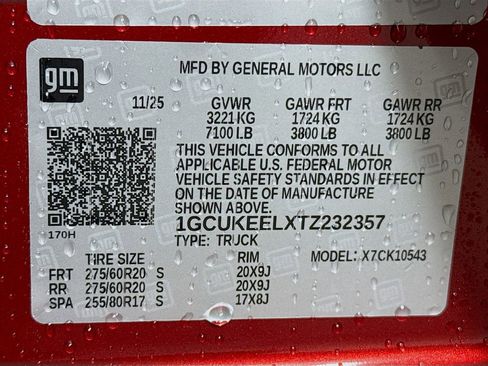 gm
MFD BY GENERAL MOTORS LLC
11/25 GVWR GAWR FRT GAWR RR
3221 KG 1724 KG 1724 KG
7100 LB 3800 LB 3800 LB
THIS VEHICLE CONFORMS TO ALL
APPLICABLE U.S. FEDERAL MOTOR
VEHICLE SAFETY STANDARDS IN EFFECT
ON THE DATE OF MANUFACTURE
SHOWN ABOVE.
170H
1GCUKEELXTZ232357
TYPE: TRUCK
TIRE SIZE RIM MODEL: X7CK10543
FRT 275/60R20 S 20X9J
RR 275/60R20 S 20X9J
SPA 255/80R17 S 17X8J